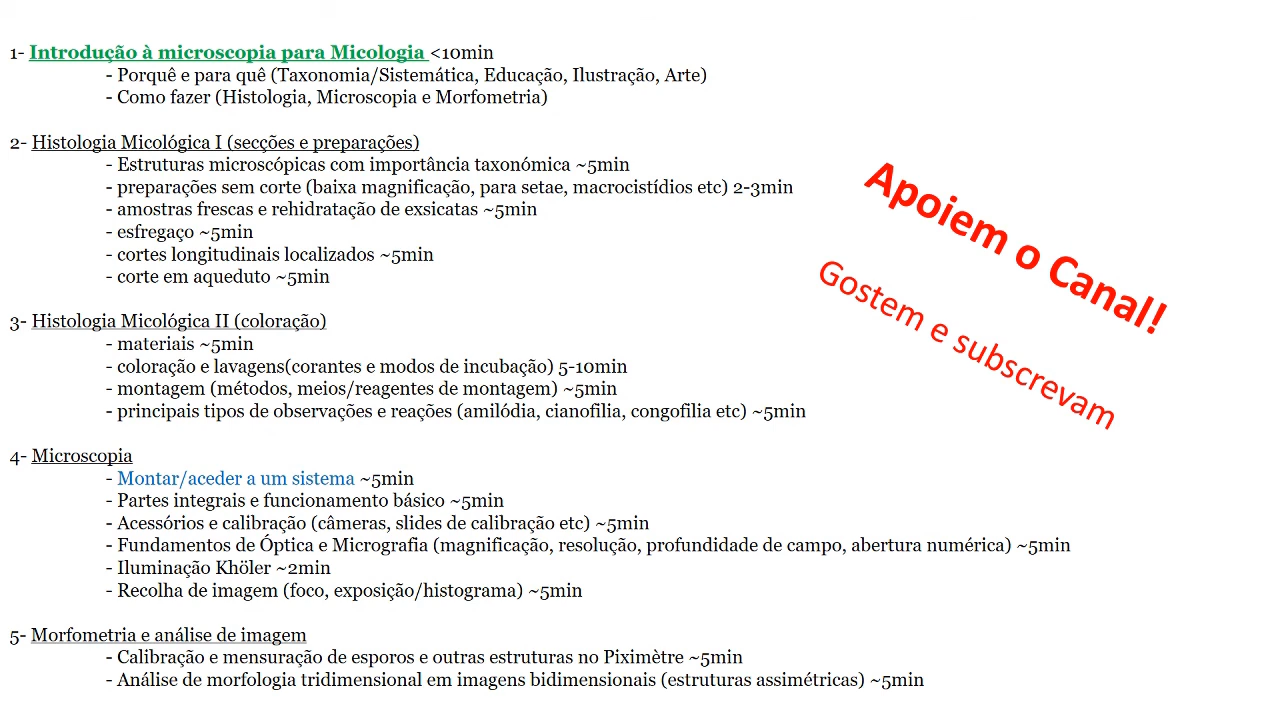 1- Introdução à microscopia para Micologia <10min
- Porquê e para quê (Taxonomia/Sistemática, Educação, Ilustração, Arte)
- Como fazer (Histologia, Microscopia e Morfometria)
2- Histologia Micológica I (secções e preparações)
- Estruturas microscópicas com importância taxonómica ~5min
- preparações sem corte (baixa magnificação, para setae, macrocistídios etc) 2-3min
- amostras frescas e rehidratação de exsicatas ~5min
- esfregaço ~5min
- cortes longitudinais localizados ~5min
- corte em aqueduto ~5min
3- Histologia Micológica II (coloração)
- materiais ~5min
- coloração e lavagens(corantes e modos de incubação) 5-10min
- montagem (métodos, meios/reagentes de montagem) ~5min
- principais tipos de observações e reações (amilódia, cianofilia, congofilia etc) ~5min
4- Microscopia
- Montar/aceder a um sistema ~5min
- Partes integrais e funcionamento básico ~5min
- Acessórios e calibração (câmeras, slides de calibração etc) ~5min
- Fundamentos de Óptica e Micrografia (magnificação, resolução, profundidade de campo, abertura numérica) ~5min
- Iluminação Khöler ~2min
- Recolha de imagem (foco, exposição/histograma) ~5min
5- Morfometria e análise de imagem
- Calibração e mensuração de esporos e outras estruturas no Piximètre ~5min
- Análise de morfologia tridimensional em imagens bidimensionais (estruturas assimétricas) ~5min
Apoiem o Canal!
Gostem e subscrevam